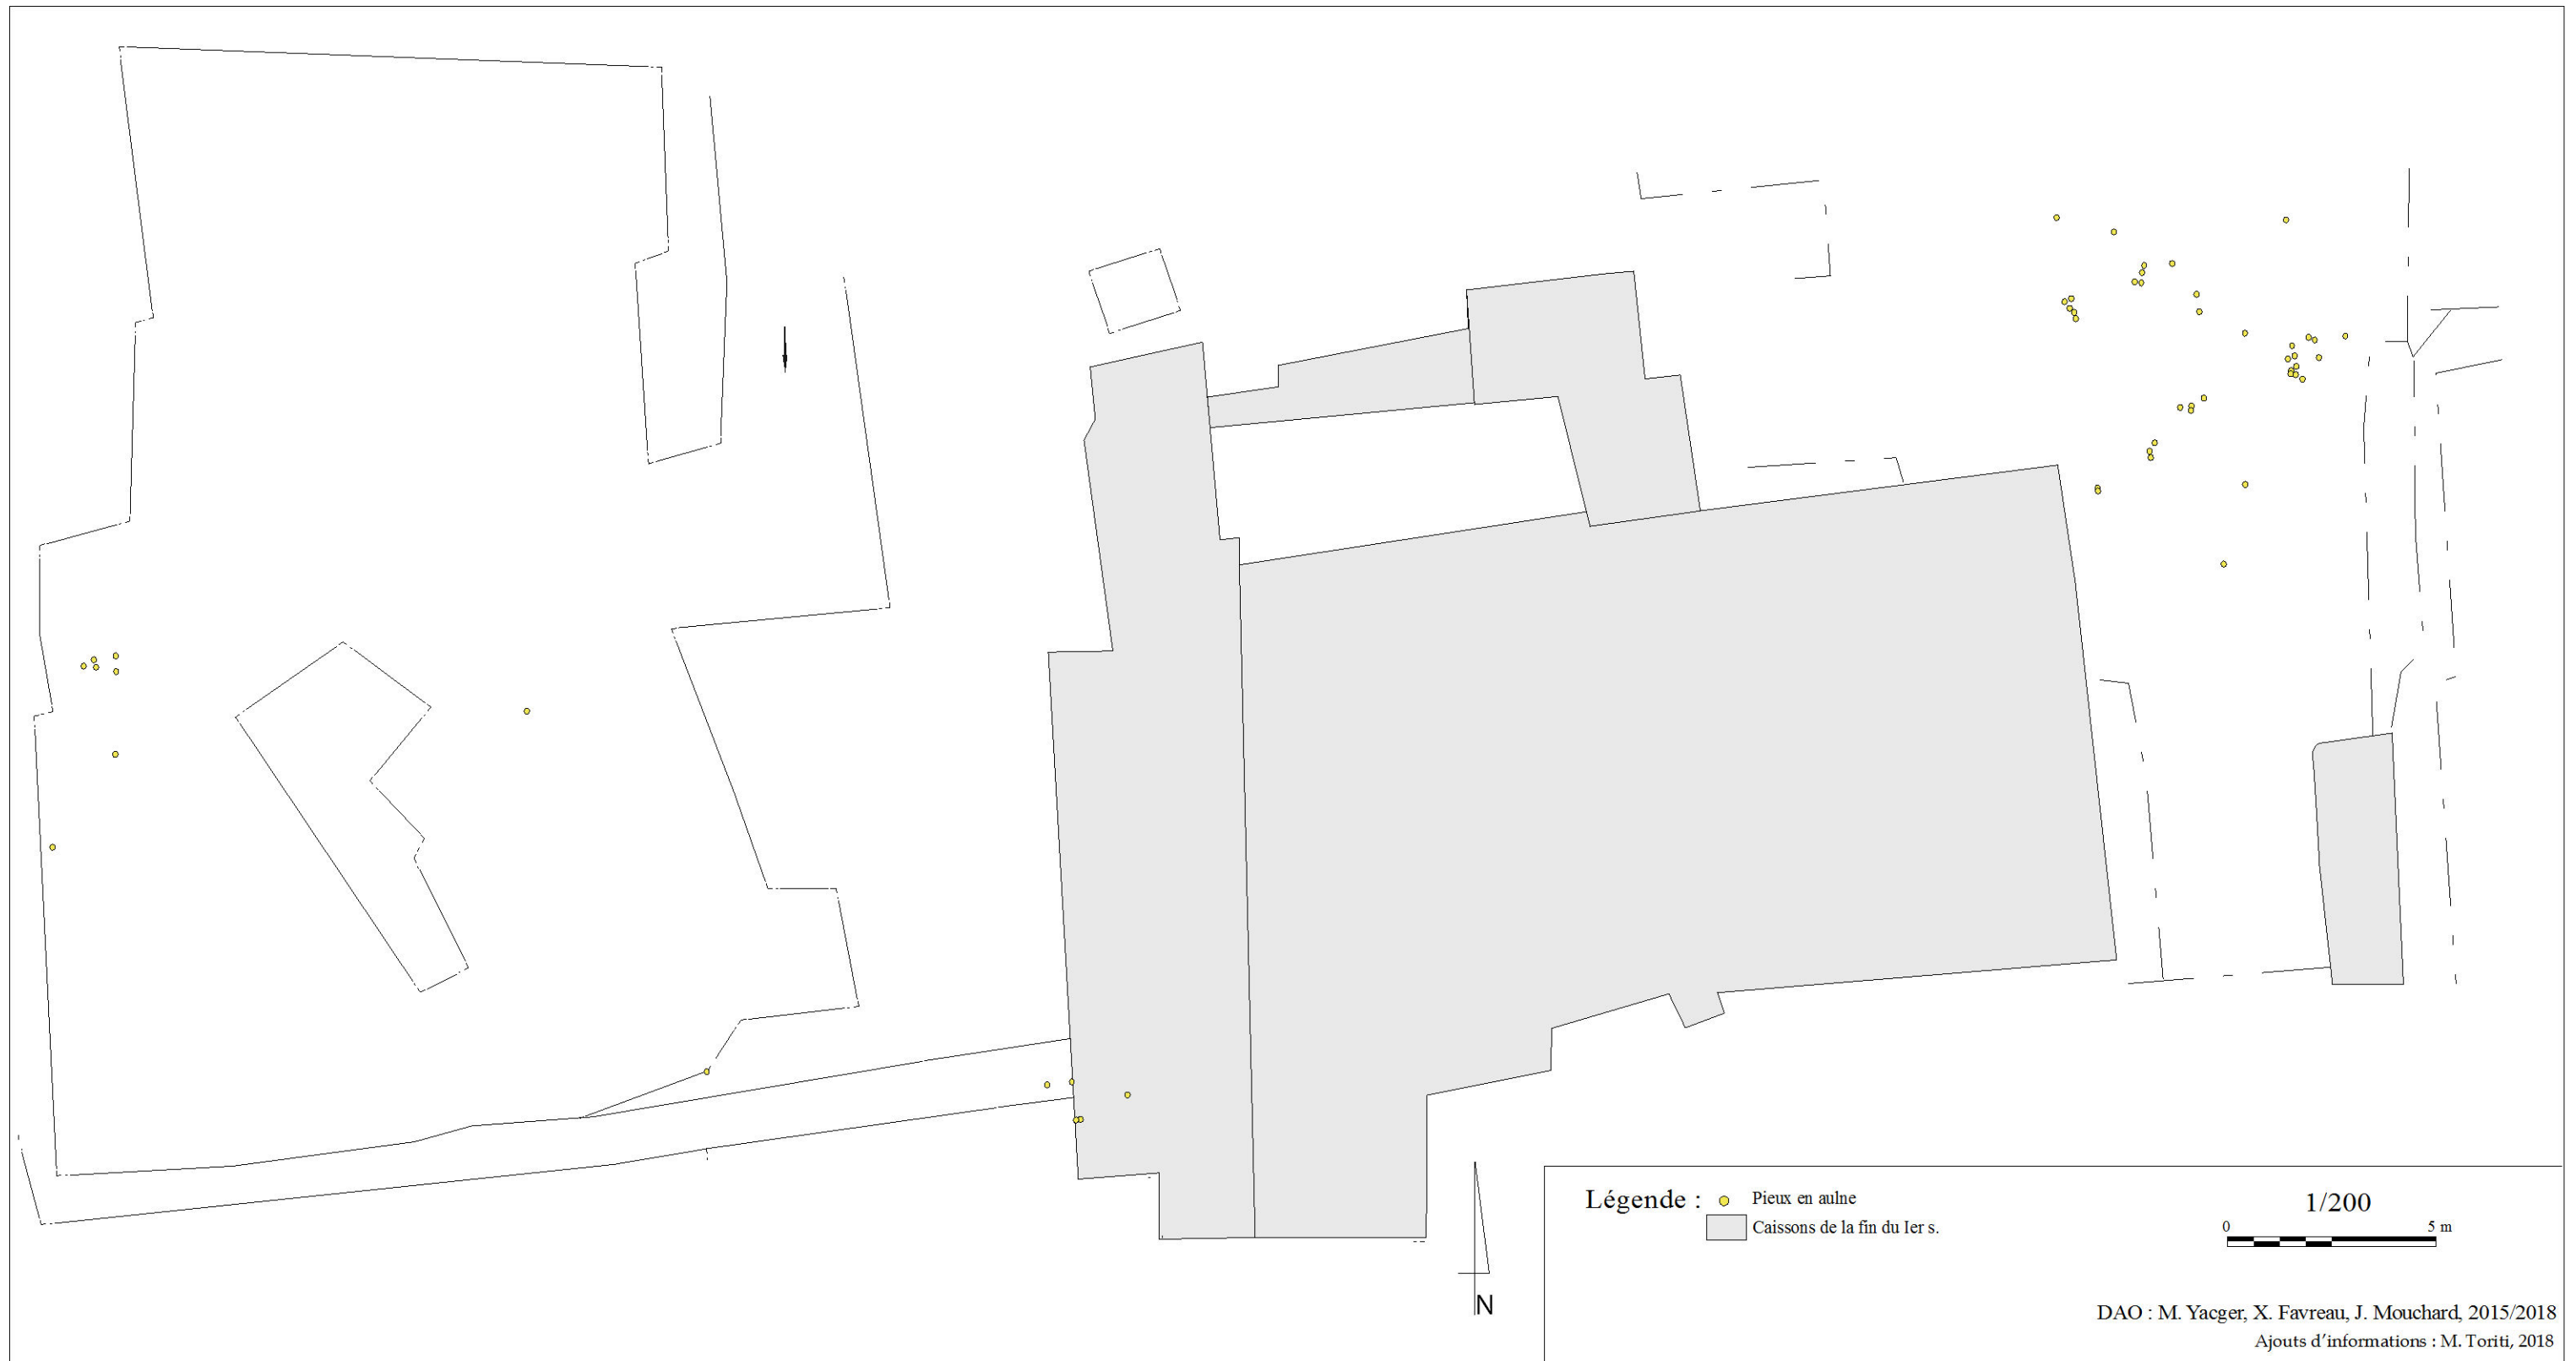 N
Légende :
Pieux en aulne
Caissons de la fin du Ier s.
1/200
0 5 m
DAO : M. Yacger, X. Favreau, J. Mouchard, 2015/2018
Ajouts d'informations : M. Toriti, 2018